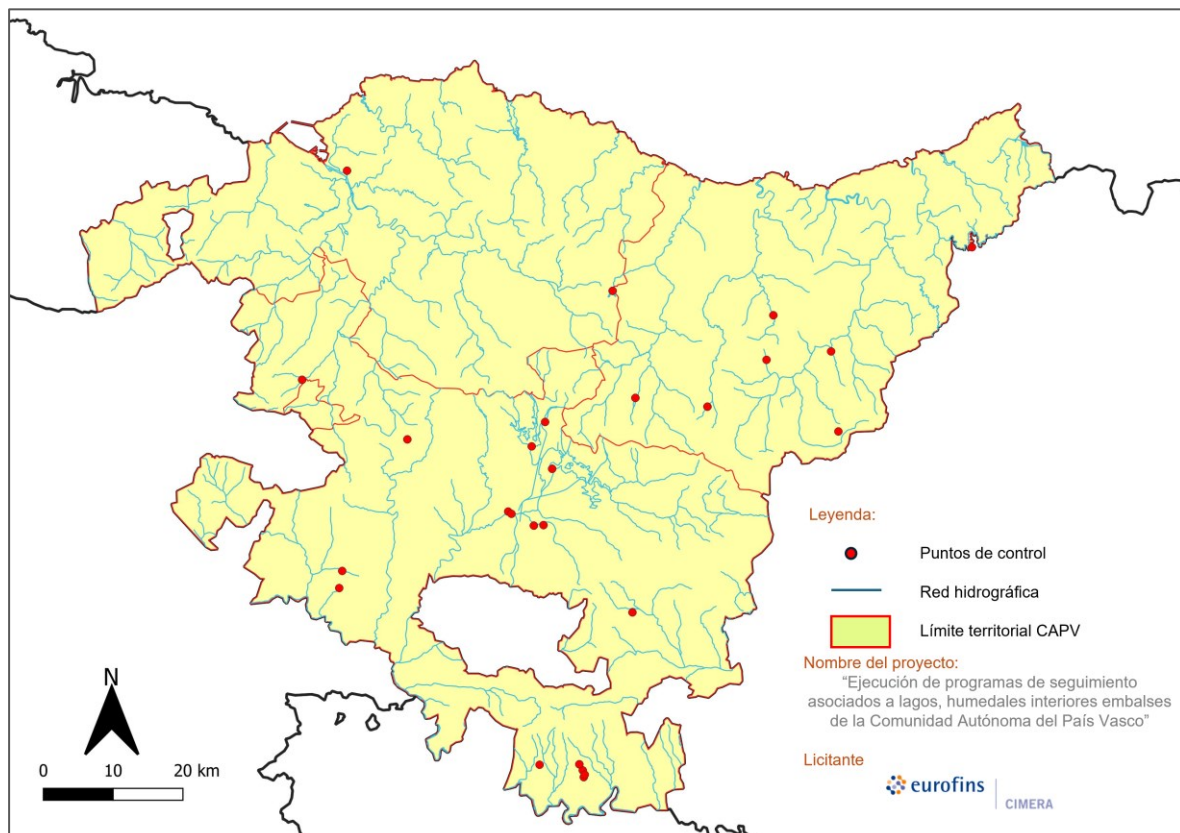 Leyenda:
Puntos de control
Red hidrográfica
Límite territorial CAPV
Nombre del proyecto:
“Ejecución de programas de seguimiento
asociados a lagos, humedales interiores embalses
de la Comunidad Autónoma del País Vasco”
Licitante
eurofins
CIMERA
N
0 10 20 km